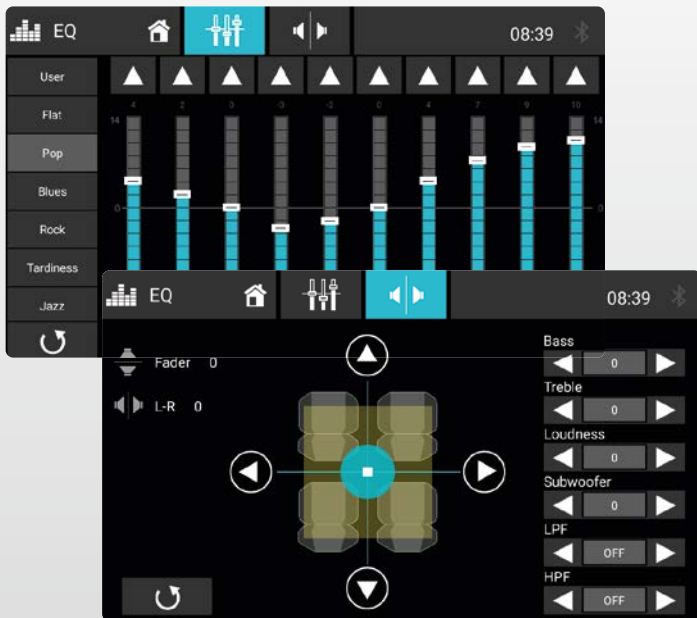 EQ 08:39
User
Flat
Pop
Blues
Rock
Tardiness
Jazz
4 2 0 -3 -2 0 4 7 9 10
14 14
0 0
EQ 08:39
Fader 0
L-R 0
Bass
0
Treble
0
Loudness
0
Subwoofer
0
LPF
OFF
HPF
OFF